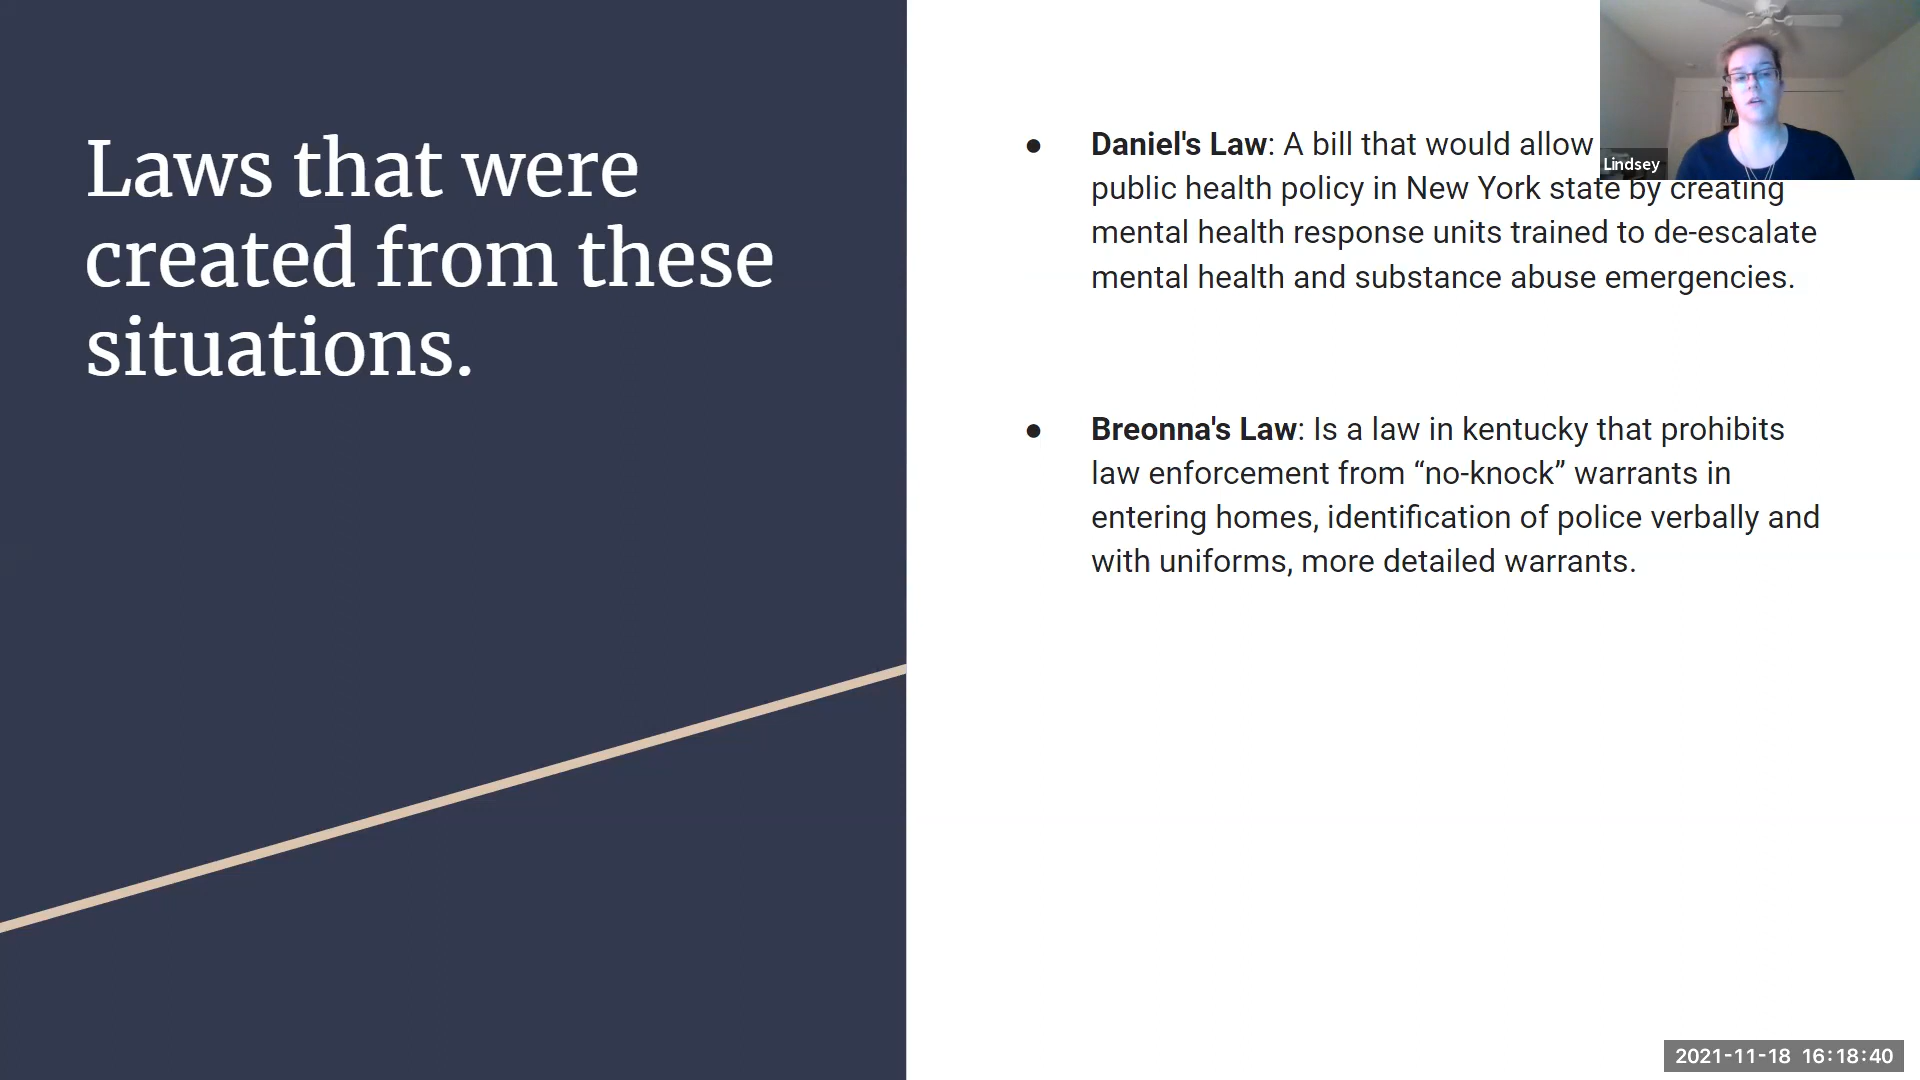 Laws that were
created from these
situations.
● Daniel's Law: A bill that would allow
public health policy in New York state by creating
mental health response units trained to de-escalate
mental health and substance abuse emergencies.
● Breonna's Law: Is a law in kentucky that prohibits
law enforcement from “no-knock” warrants in
entering homes, identification of police verbally and
with uniforms, more detailed warrants.
Lindsey
2021-11-18 16:18:40